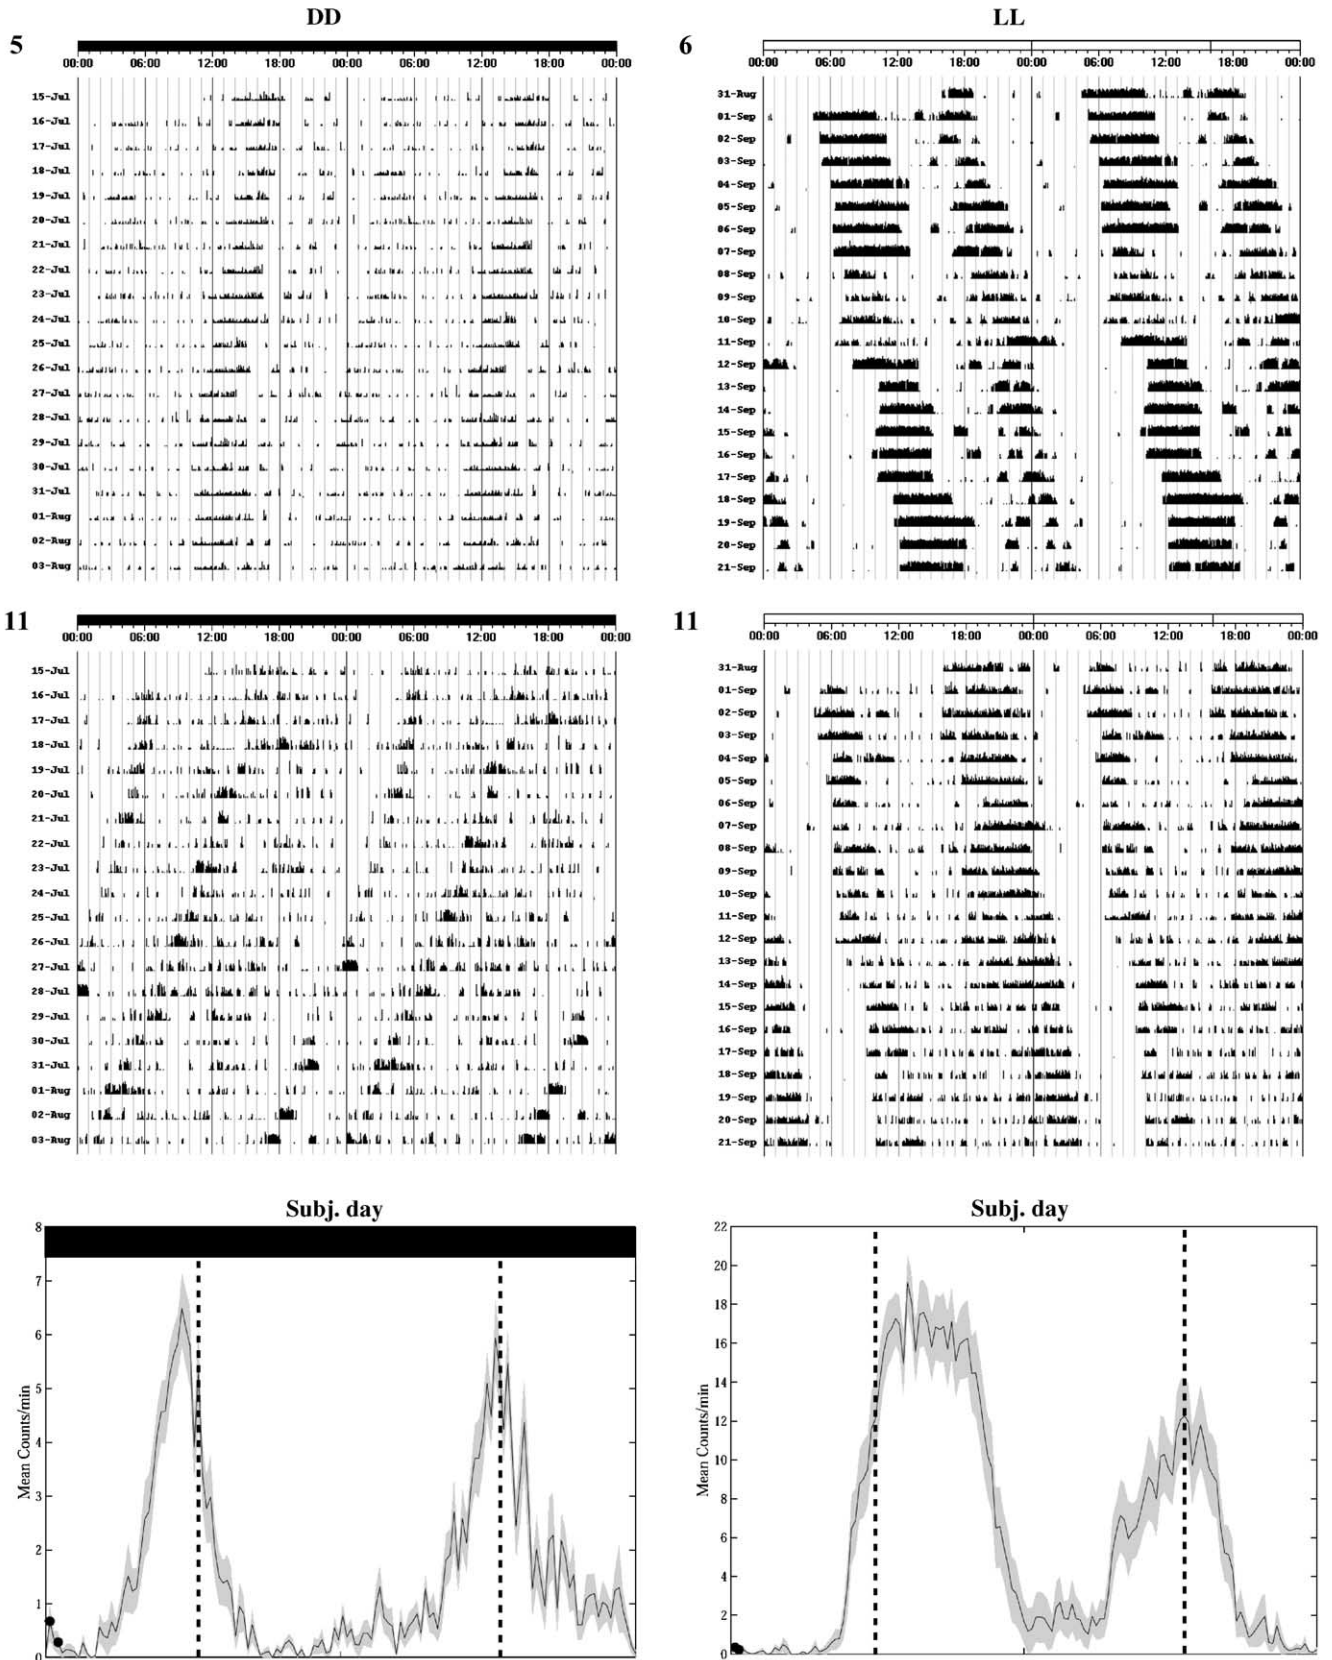 DD
5
00:00 06:00 12:00 18:00 00:00 06:00 12:00 18:00 00:00
15-Jul
16-Jul
17-Jul
18-Jul
19-Jul
20-Jul
21-Jul
22-Jul
23-Jul
24-Jul
25-Jul
26-Jul
27-Jul
28-Jul
29-Jul
30-Jul
31-Jul
01-Aug
02-Aug
03-Aug
LL
6
00:00 06:00 12:00 18:00 00:00 06:00 12:00 18:00 00:00
31-Aug
01-Sep
02-Sep
03-Sep
04-Sep
05-Sep
06-Sep
07-Sep
08-Sep
09-Sep
10-Sep
11-Sep
12-Sep
13-Sep
14-Sep
15-Sep
16-Sep
17-Sep
18-Sep
19-Sep
20-Sep
21-Sep
11
00:00 06:00 12:00 18:00 00:00 06:00 12:00 18:00 00:00
15-Jul
16-Jul
17-Jul
18-Jul
19-Jul
20-Jul
21-Jul
22-Jul
23-Jul
24-Jul
25-Jul
26-Jul
27-Jul
28-Jul
29-Jul
30-Jul
31-Jul
01-Aug
02-Aug
03-Aug
11
00:00 06:00 12:00 18:00 00:00 06:00 12:00 18:00 00:00
31-Aug
01-Sep
02-Sep
03-Sep
04-Sep
05-Sep
06-Sep
07-Sep
08-Sep
09-Sep
10-Sep
11-Sep
12-Sep
13-Sep
14-Sep
15-Sep
16-Sep
17-Sep
18-Sep
19-Sep
20-Sep
21-Sep
Subj. day
8
7
6
5
4
3
2
1
0
Mean Counts/min
Subj. day
22
20
18
16
14
12
10
8
6
4
2
0
Mean Counts/min